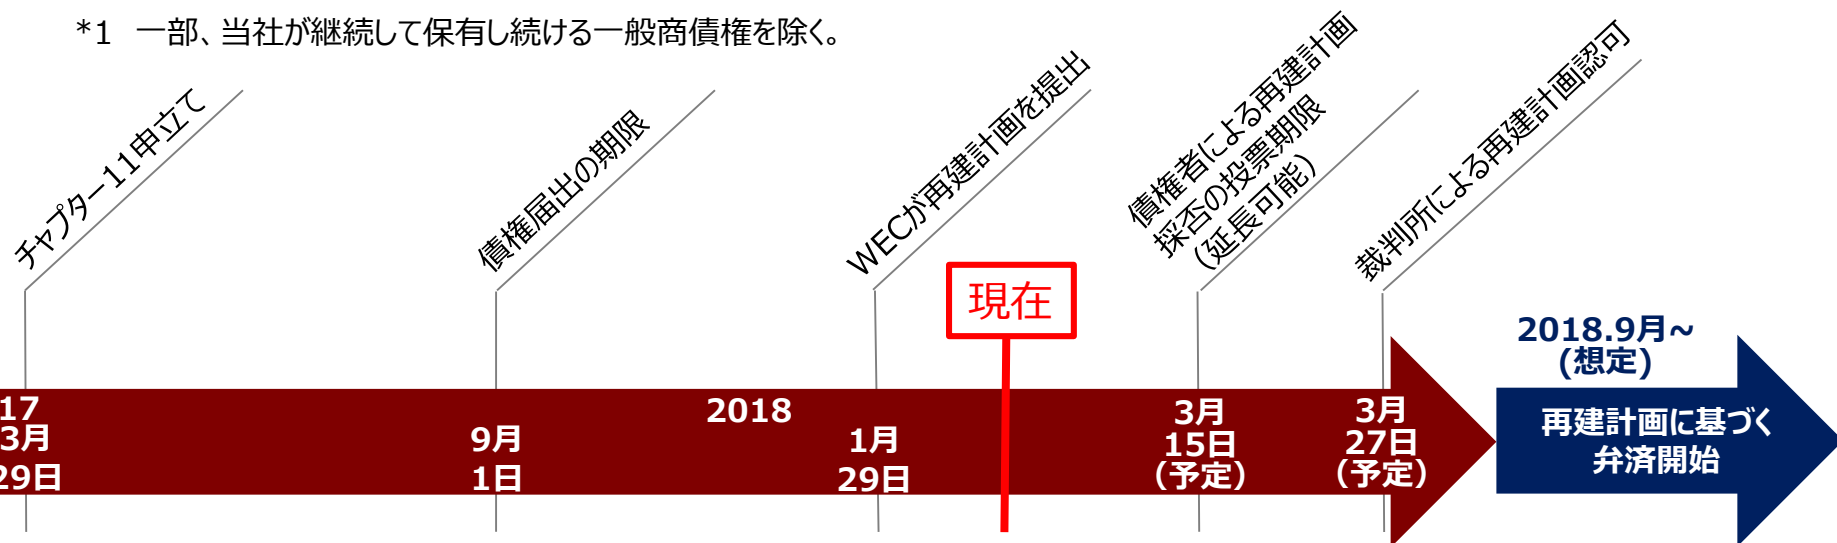 *1 一部、当社が継続して保有し続ける一般商債権を除く。
チャプター11申立て
債権届出の期限
WECが再建計画を提出
債権者による再建計画
採否の投票期限
（延長可能）
裁判所による再建計画認可
現在
2018.9月~
(想定)
17
3月
29日
9月
1日
2018
1月
29日
3月
15日
(予定)
3月
27日
(予定)
再建計画に基づく
弁済開始